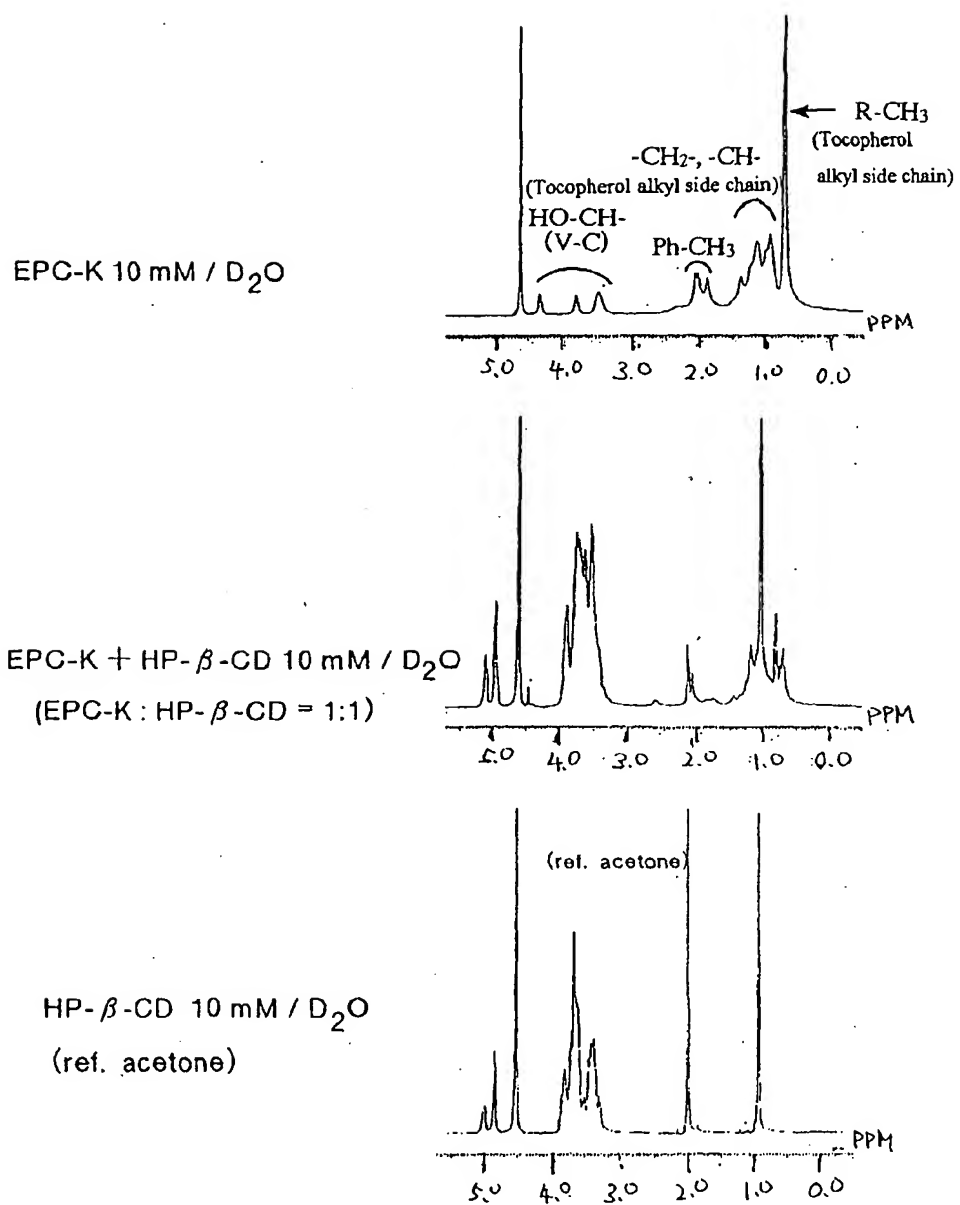 R-CH3
(Tocopherol
alkyl side chain)
-CH2-, -CH-
(Tocopherol alkyl side chain)
HO-CH-
(V-C)
Ph-CH3
EPC-K 10 mM / D2O
PPM
5.0 4.0 3.0 2.0 1.0 0.0
EPC-K + HP-β-CD 10 mM / D2O
(EPC-K : HP-β-CD = 1:1)
PPM
5.0 4.0 3.0 2.0 1.0 0.0
(ref. acetone)
HP-β-CD 10 mM / D2O
(ref. acetone)
PPM
5.0 4.0 3.0 2.0 1.0 0.0